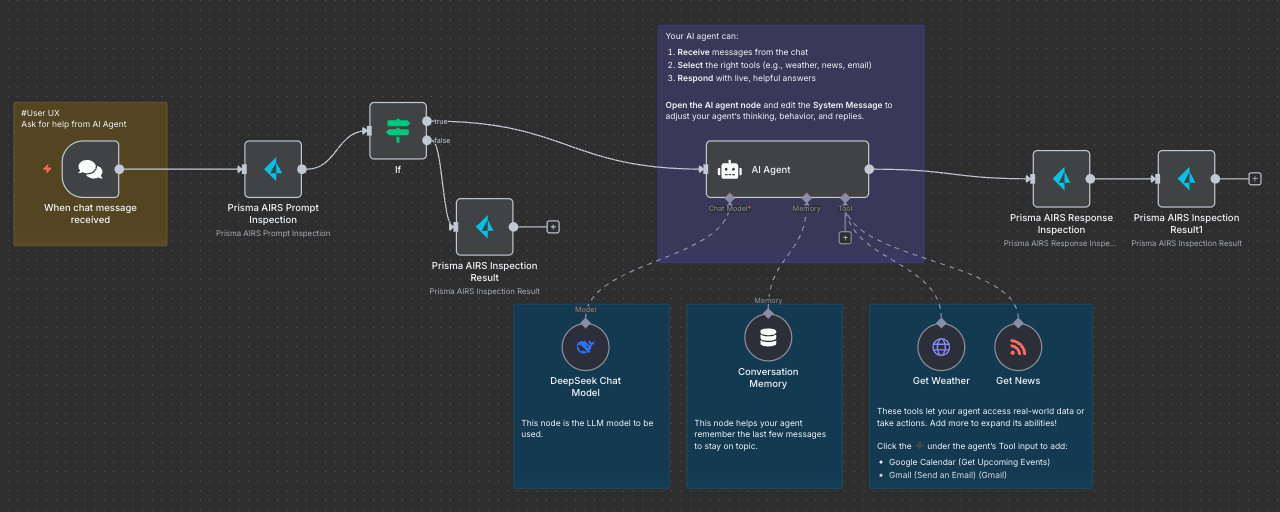 #User UX
Ask for help from AI Agent
When chat message
received
Prisma AIRS Prompt
Inspection
Prisma AIRS Prompt Inspection
true
false
If
Prisma AIRS Inspection
Result
Prisma AIRS Inspection Result
Your AI agent can:
1. Receive messages from the chat
2. Select the right tools (e.g., weather, news, email)
3. Respond with live, helpful answers
Open the AI agent node and edit the System Message to
adjust your agent's thinking, behavior, and replies.
AI Agent
Chat Model*
Memory
Tool
Prisma AIRS Response
Inspection
Prisma AIRS Response Inspe...
Prisma AIRS Inspection
Result1
Prisma AIRS Inspection Result
Model
DeepSeek Chat
Model
This node is the LLM model to be
used.
Memory
Conversation
Memory
This node helps your agent
remember the last few messages
to stay on topic.
Get Weather
Get News
These tools let your agent access real-world data or
take actions. Add more to expand its abilities!
Click the ➕ under the agent's Tool input to add:
• Google Calendar (Get Upcoming Events)
• Gmail (Send an Email) (Gmail)